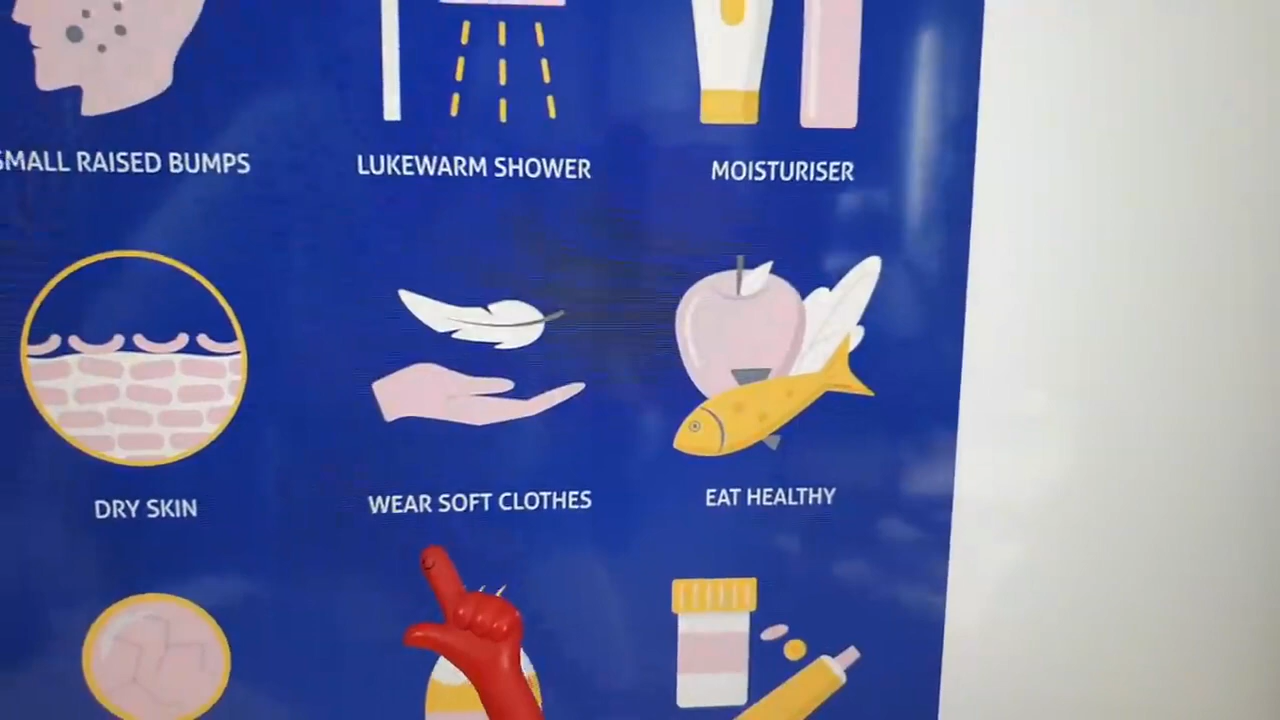 SMALL RAISED BUMPS
LUKEWARM SHOWER
MOISTURISER
DRY SKIN
WEAR SOFT CLOTHES
EAT HEALTHY